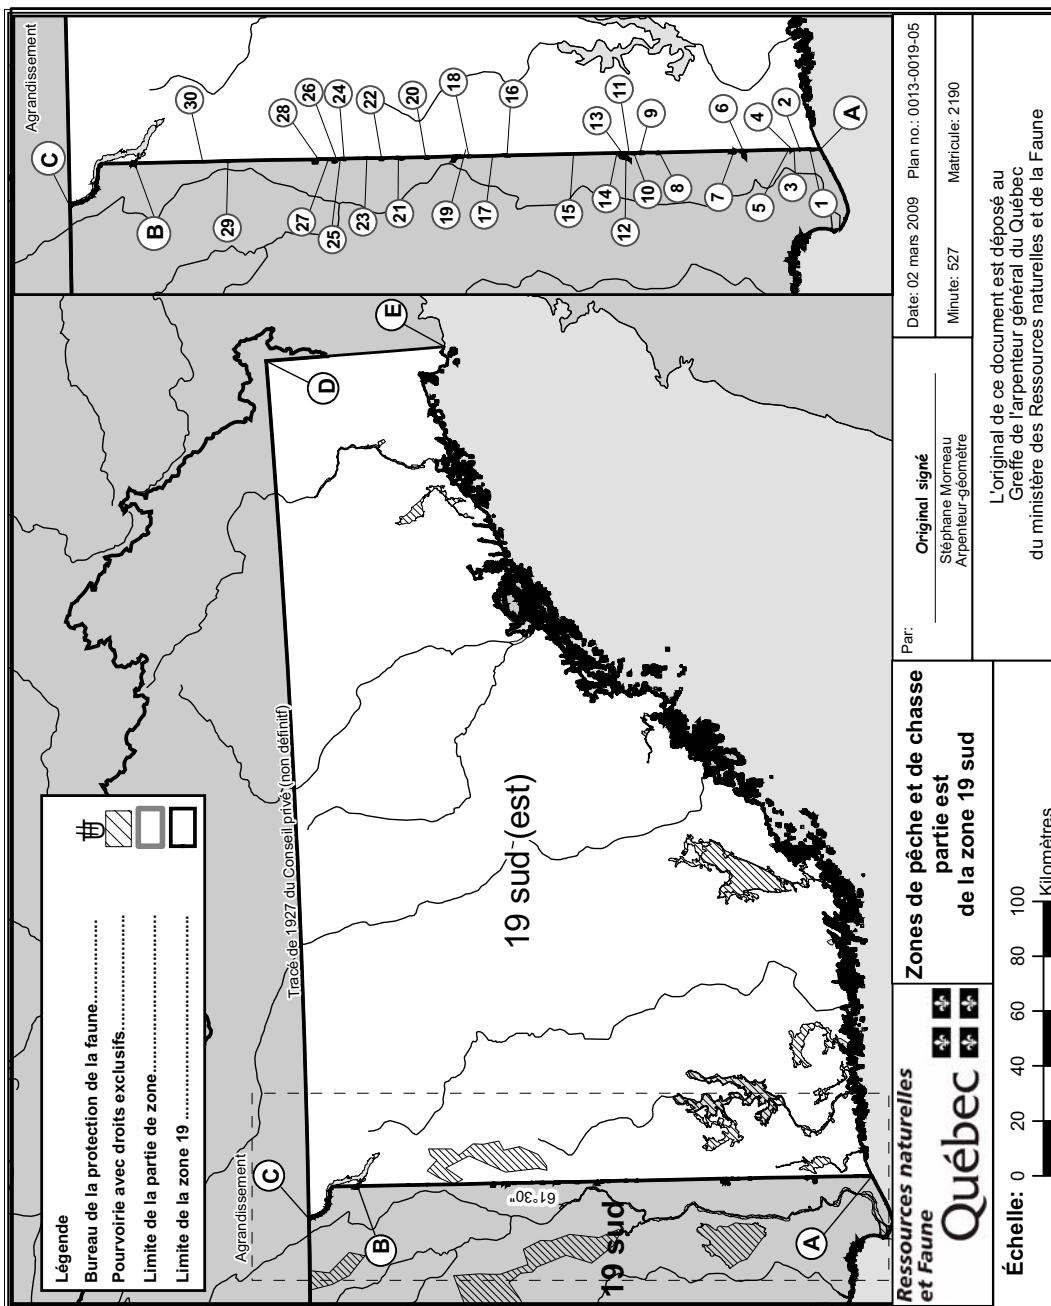 Légende
Bureau de la protection de la faune
Pourvoirie avec droits exclusifs
Limite de la partie de zone
Limite de la zone 19
Tracé de 1927 du Conseil privé (non définitf)
19 sud (est)
19 sud
61°30"
Agrandissement
A
B
C
D
E
Agrandissement
C
B
A
30
28
26
24
22
20
18
16
13
11
9
6
4
2
29
27
25
23
21
19
17
15
14
12
10
8
7
5
3
1
Ressources naturelles
et Faune
Québec
Zones de pêche et de chasse
partie est
de la zone 19 sud
Par:
Original signé
Stéphane Morneau
Arpenteur-géomètre
Date: 02 mars 2009 Plan no.: 0013-0019-05
Minute: 527 Matricule: 2190
L'original de ce document est déposé au
Greffe de l'arpenteur général du Québec
du ministère des Ressources naturelles et de la Faune
Échelle: 0 20 40 60 80 100
Kilomètres